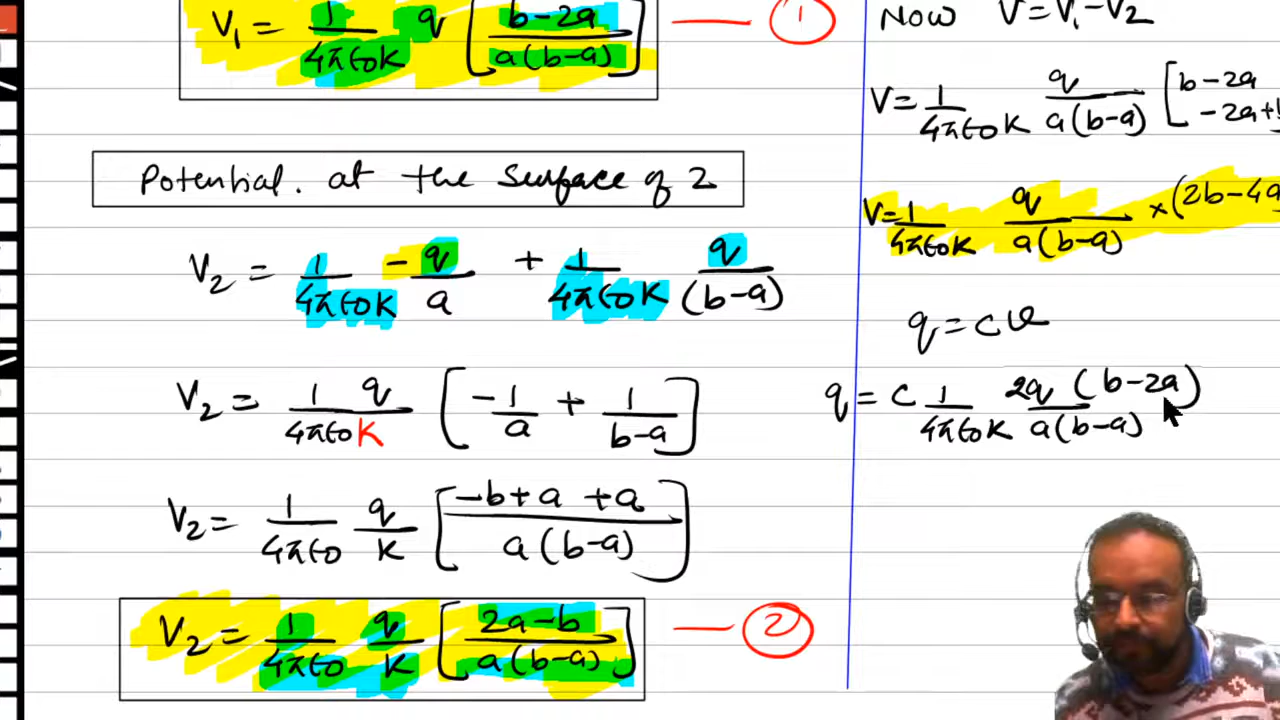 V₁ = 1/4πε₀K q [b-2a / a(b-a)] — ①
Potential. at the surface of 2
V₂ = 1/4πε₀K -q/a + 1/4πε₀K q/(b-a)
V₂ = 1 q/4πε₀K [-1/a + 1/b-a]
V₂ = 1/4πε₀ q/K [-b+a+a / a(b-a)]
V₂ = 1/4πε₀ q/K [2a-b / a(b-a)] — ②
Now V = V₁ - V₂
V = 1/4πε₀K q/a(b-a) [b-2a
-2a+
V = 1/4πε₀K q/a(b-a) × (2b-4a
q = cv
q = c 1/4πε₀K 2q (b-2a)/a(b-a)